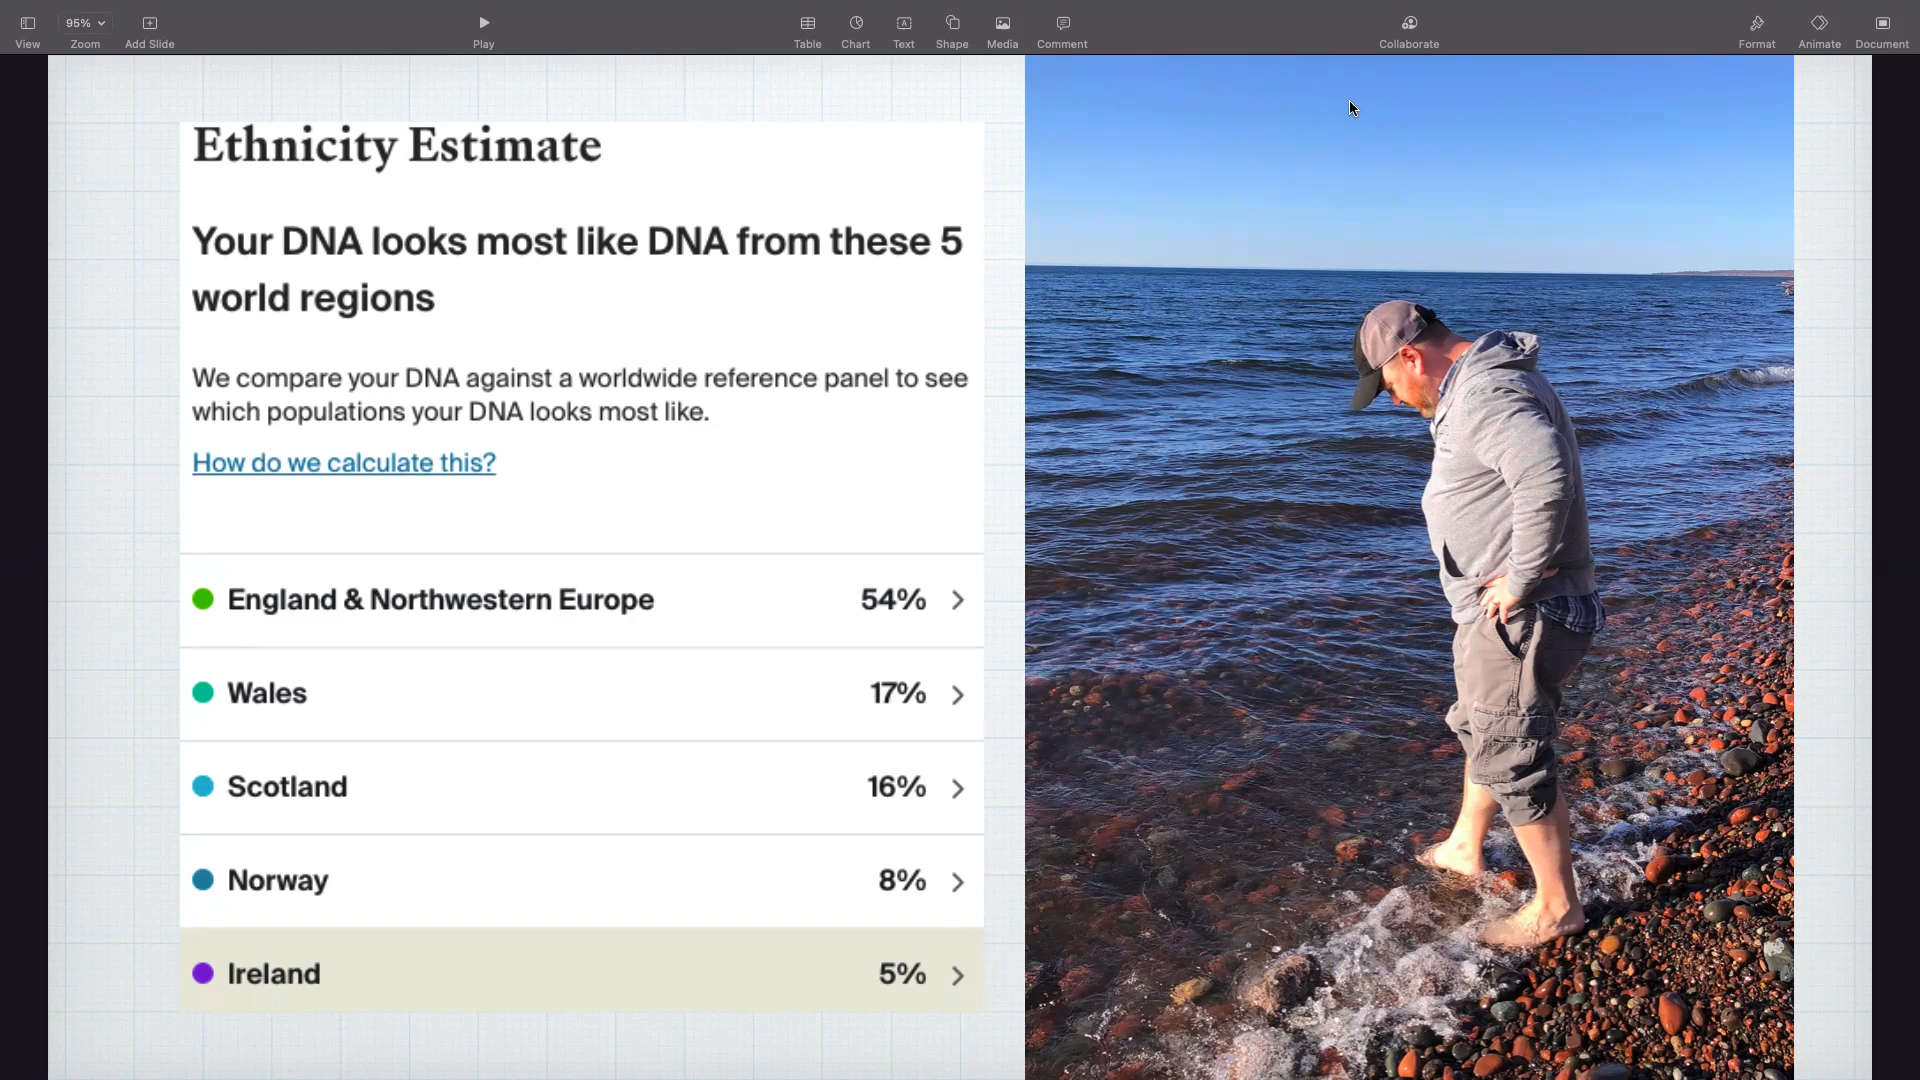 View
95%
Zoom
Add Slide
Play
Table
Chart
Text
Shape
Media
Comment
Collaborate
Format
Animate
Document
Ethnicity Estimate
Your DNA looks most like DNA from these 5
world regions
We compare your DNA against a worldwide reference panel to see
which populations your DNA looks most like.
How do we calculate this?
England & Northwestern Europe 54%
Wales 17%
Scotland 16%
Norway 8%
Ireland 5%